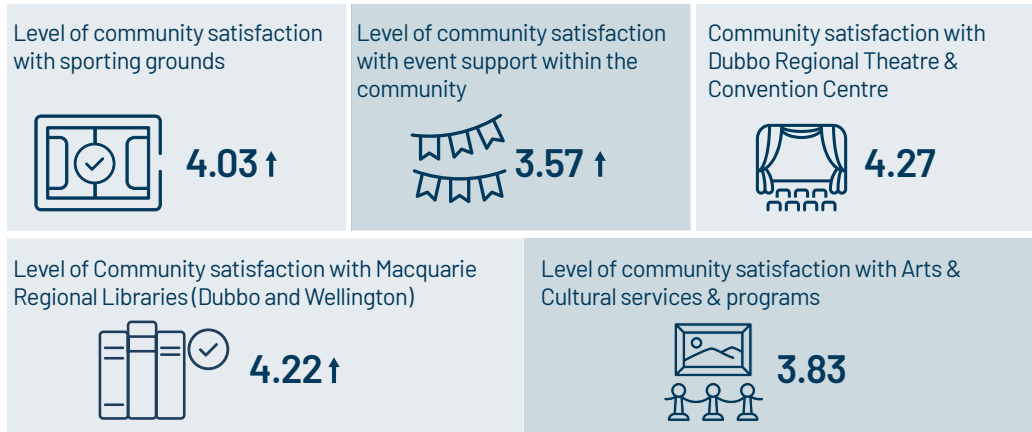 Level of community satisfaction
with sporting grounds
4.03
Level of community satisfaction
with event support within the
community
3.57
Community satisfaction with
Dubbo Regional Theatre &
Convention Centre
4.27
Level of Community satisfaction with Macquarie
Regional Libraries (Dubbo and Wellington)
4.22
Level of community satisfaction with Arts &
Cultural services & programs
3.83